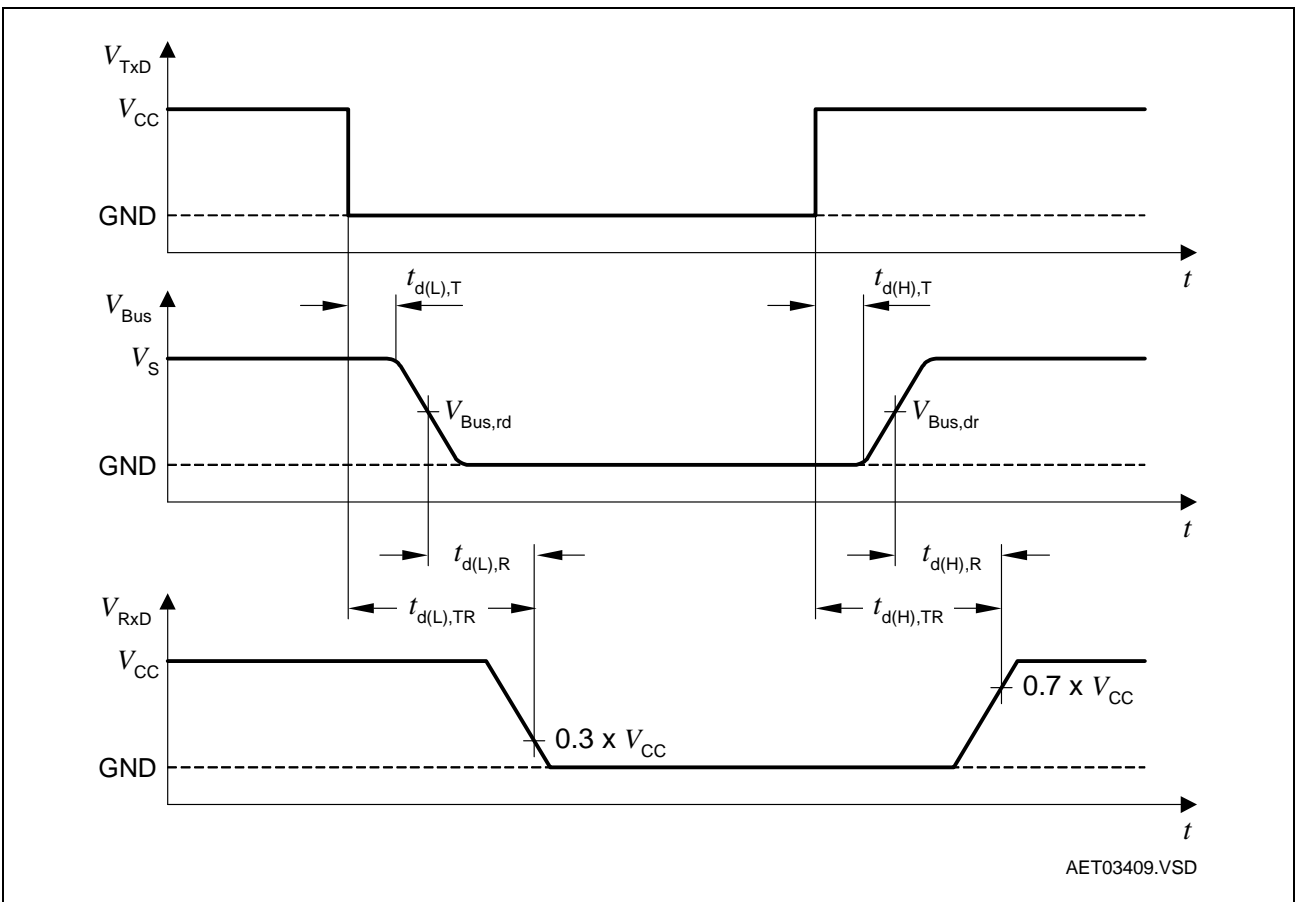 V_TxD
V_CC
GND
t
t_d(L),T
t_d(H),T
V_Bus
V_S
V_Bus,rd
V_Bus,dr
GND
t
t_d(L),R
t_d(H),R
t_d(L),TR
t_d(H),TR
V_RxD
V_CC
0.7 x V_CC
0.3 x V_CC
GND
t
AET03409.VSD